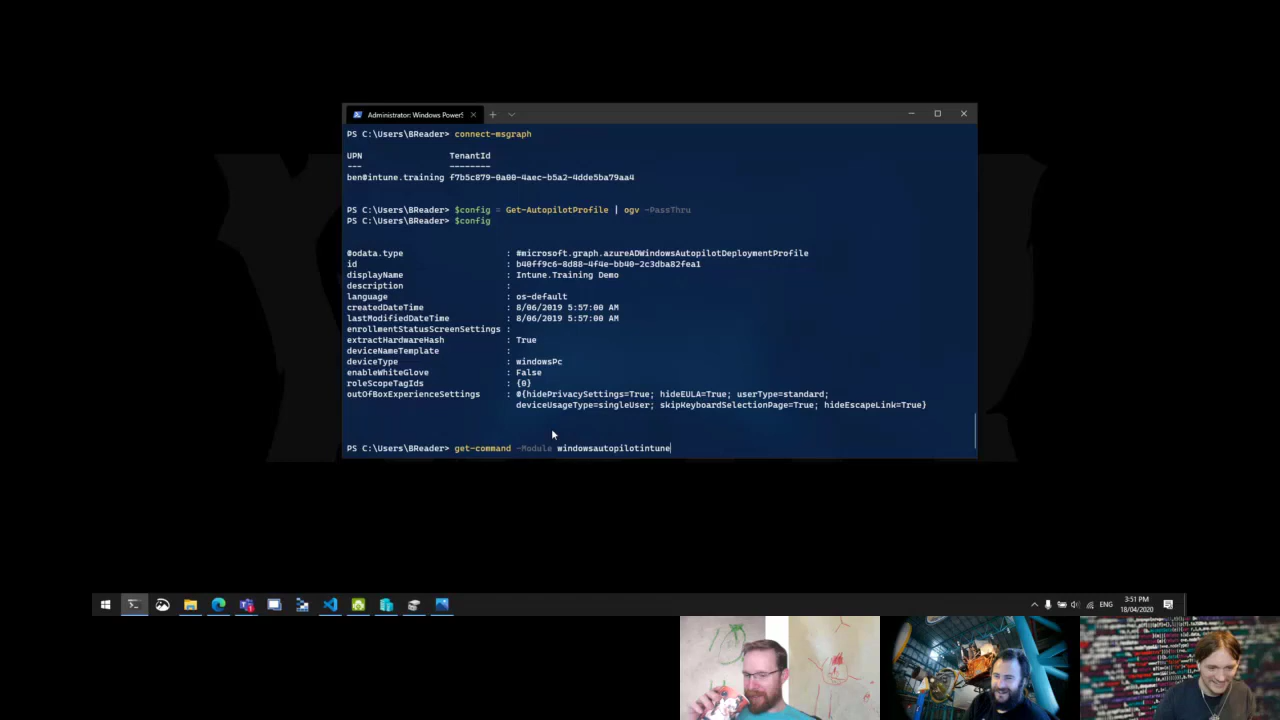 Administrator: Windows PowerS
PS C:\Users\BReader> connect-msgraph
UPN TenantId
--- --------
ben@intune.training f7b5c879-0a00-4aec-b5a2-4dde5ba79aa4
PS C:\Users\BReader> $config = Get-AutopilotProfile | ogv -PassThru
PS C:\Users\BReader> $config
@odata.type : #microsoft.graph.azureADWindowsAutopilotDeploymentProfile
id : b40ff9c6-8d88-4f4e-bb40-2c3dba82fea1
displayName : Intune.Training Demo
description :
language : os-default
createdDateTime : 8/06/2019 5:57:00 AM
lastModifiedDateTime : 8/06/2019 5:57:00 AM
enrollmentStatusScreenSettings :
extractHardwareHash : True
deviceNameTemplate :
deviceType : windowsPc
enableWhiteGlove : False
roleScopeTagIds : {0}
outOfBoxExperienceSettings : @{hidePrivacySettings=True; hideEULA=True; userType=standard;
deviceUsageType=singleUser; skipKeyboardSelectionPage=True; hideEscapeLink=True}
PS C:\Users\BReader> get-command -Module windowsautopilotintune
ENG
3:51 PM
18/04/2020